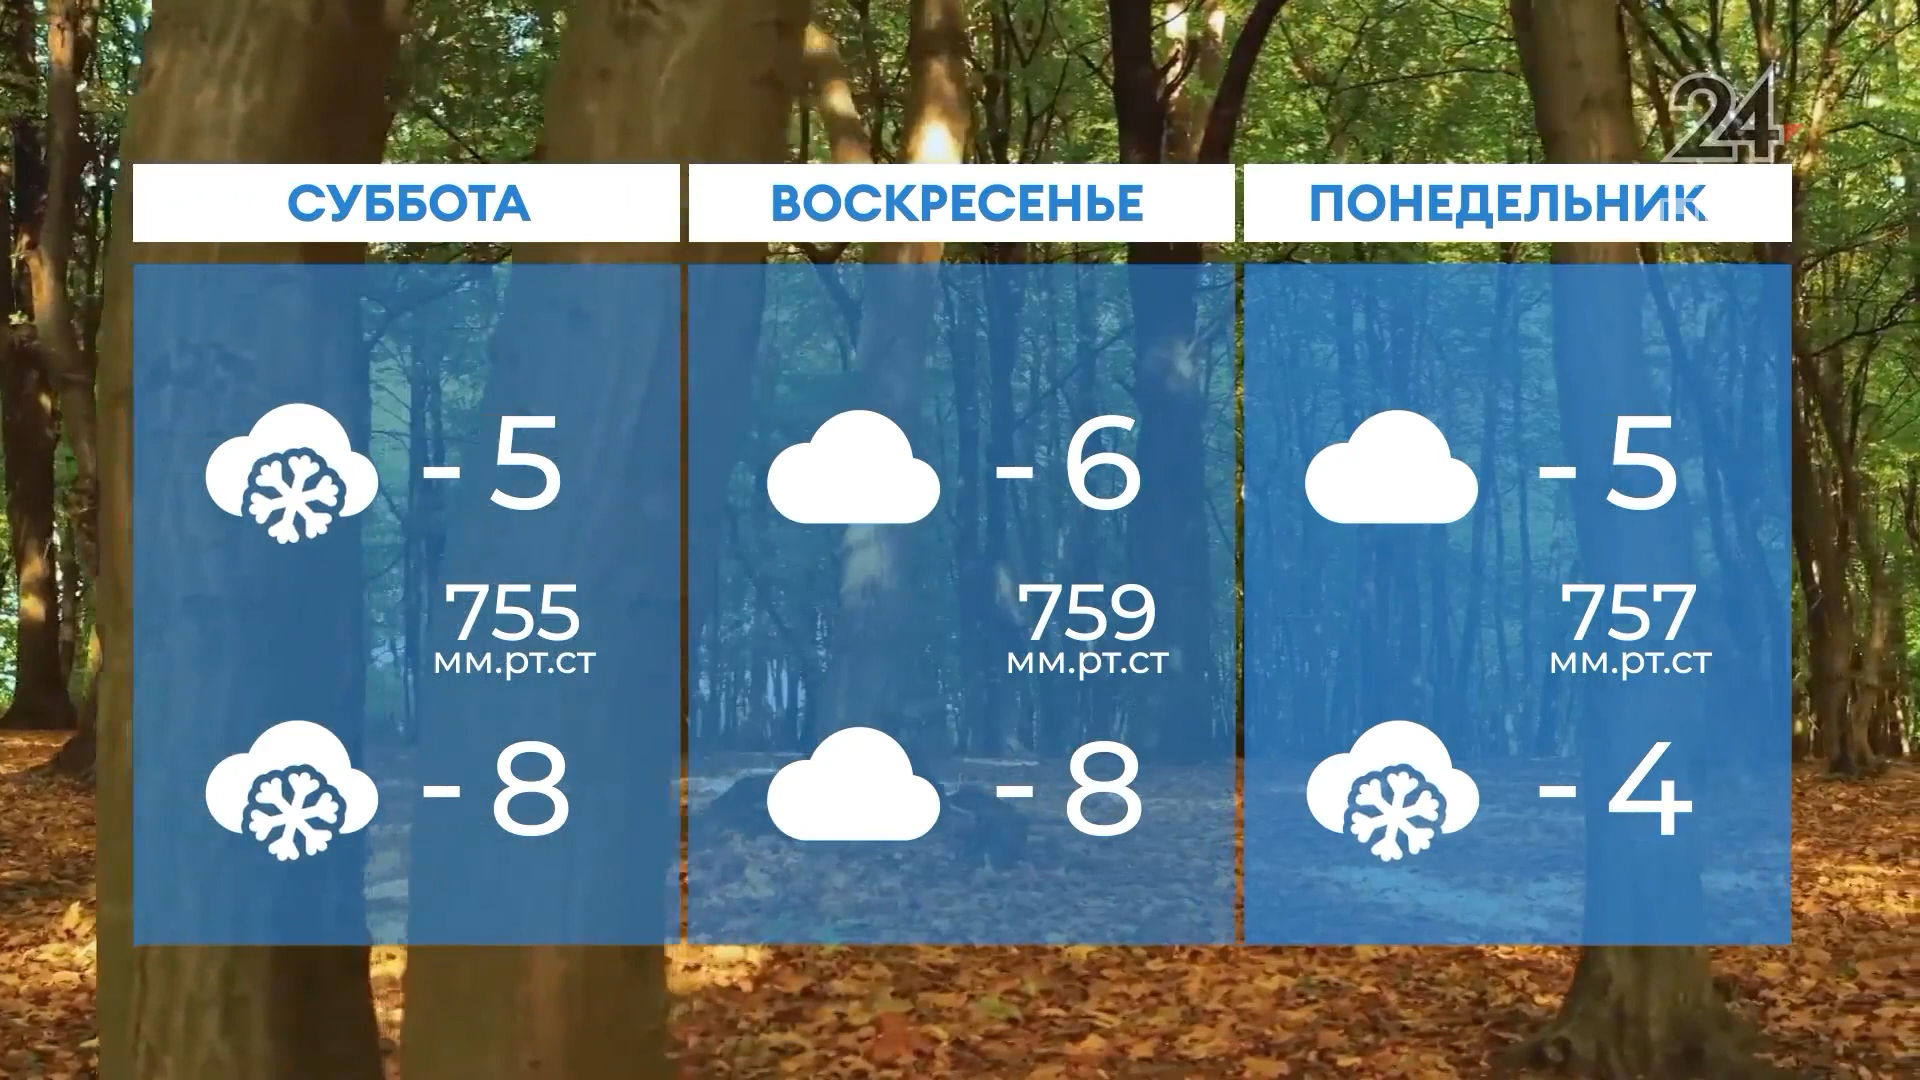 24
СУББОТА
ВОСКРЕСЕНЬЕ
ПОНЕДЕЛЬНИК
- 5
- 6
- 5
755
мм.рт.ст
759
мм.рт.ст
757
мм.рт.ст
- 8
- 8
- 4